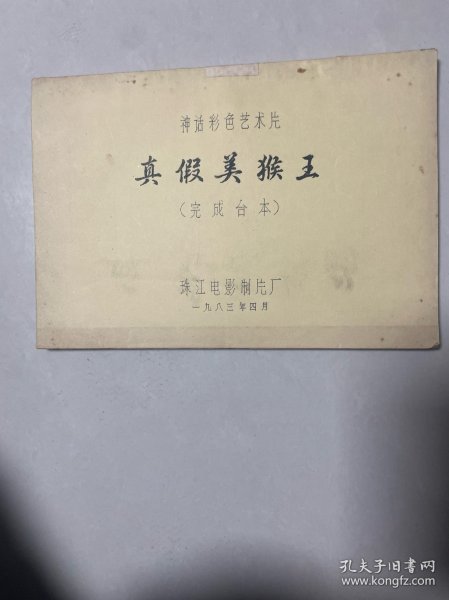 神话彩色艺术片
真假美猴王
（完成台本）
珠江电影制片厂
一九八三年四月
孔夫子旧书网
www.kongfz.com